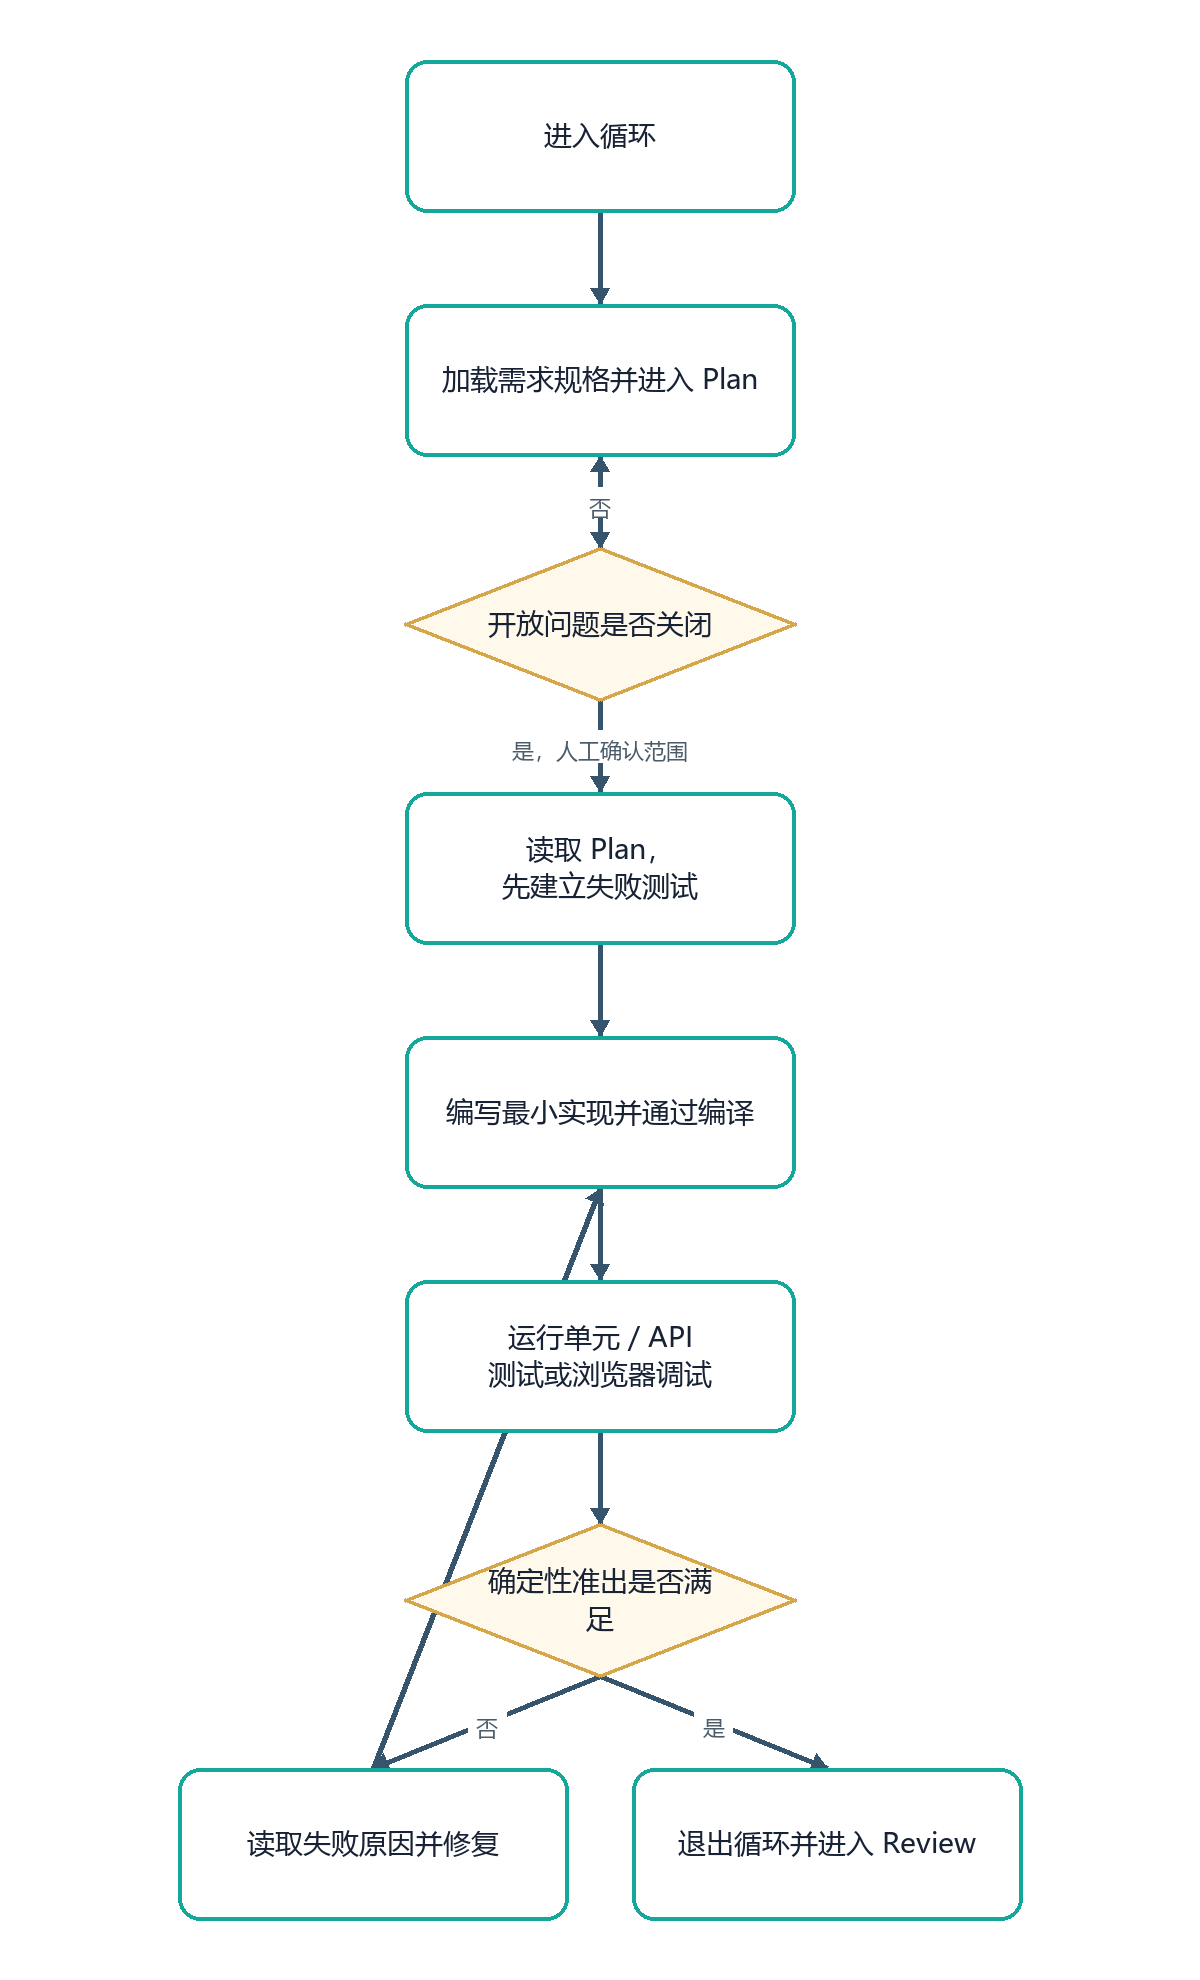 进入循环
加载需求规格并进入 Plan
否
开放问题是否关闭
是，人工确认范围
读取 Plan，
先建立失败测试
编写最小实现并通过编译
运行单元 / API
测试或浏览器调试
确定性准出是否满
足
否
是
读取失败原因并修复
退出循环并进入 Review